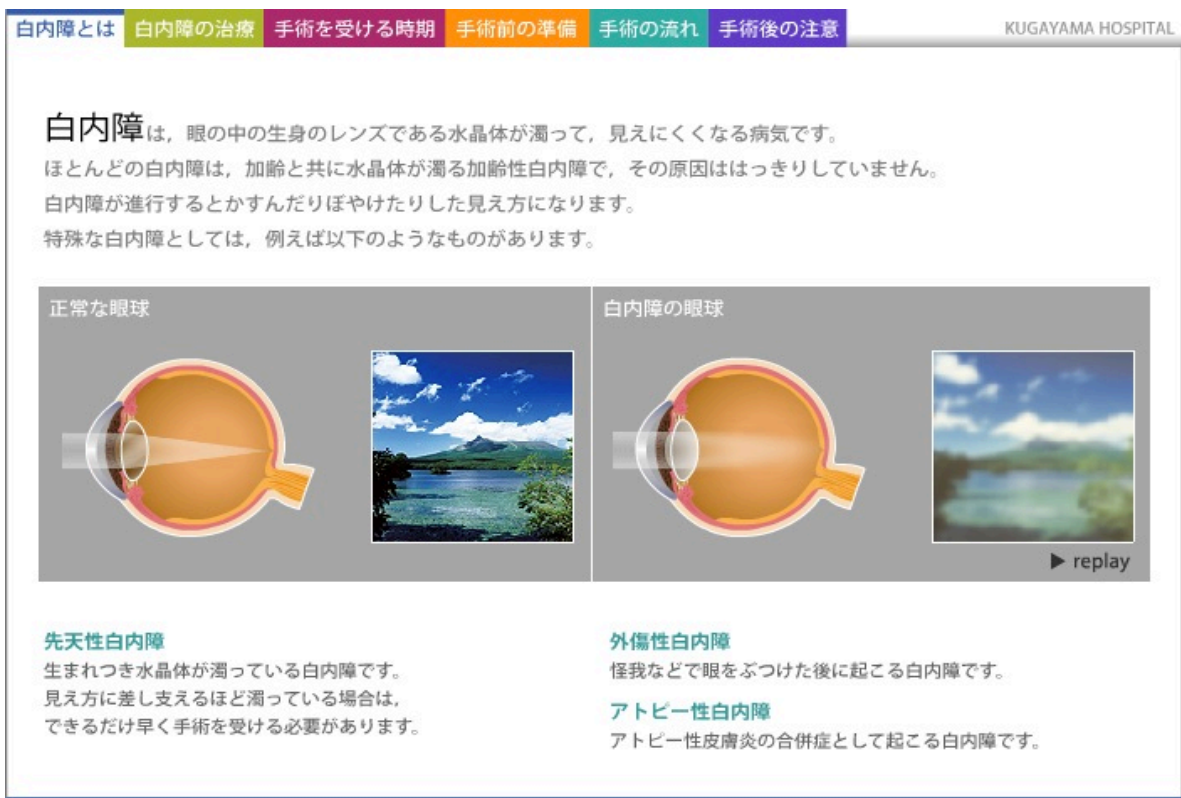 白内障とは 白内障の治療 手術を受ける時期 手術前の準備 手術の流れ 手術後の注意 KUGAYAMA HOSPITAL
白内障は，眼の中の生身のレンズである水晶体が濁って，見えにくくなる病気です。
ほとんどの白内障は，加齢と共に水晶体が濁る加齢性白内障で，その原因ははっきりしていません。
白内障が進行するとかすんだりぼやけたりした見え方になります。
特殊な白内障としては，例えば以下のようなものがあります。
正常な眼球
白内障の眼球
▶ replay
先天性白内障
生まれつき水晶体が濁っている白内障です。
見え方に差し支えるほど濁っている場合は，
できるだけ早く手術を受ける必要があります。
外傷性白内障
怪我などで眼をぶつけた後に起こる白内障です。
アトピー性白内障
アトピー性皮膚炎の合併症として起こる白内障です。